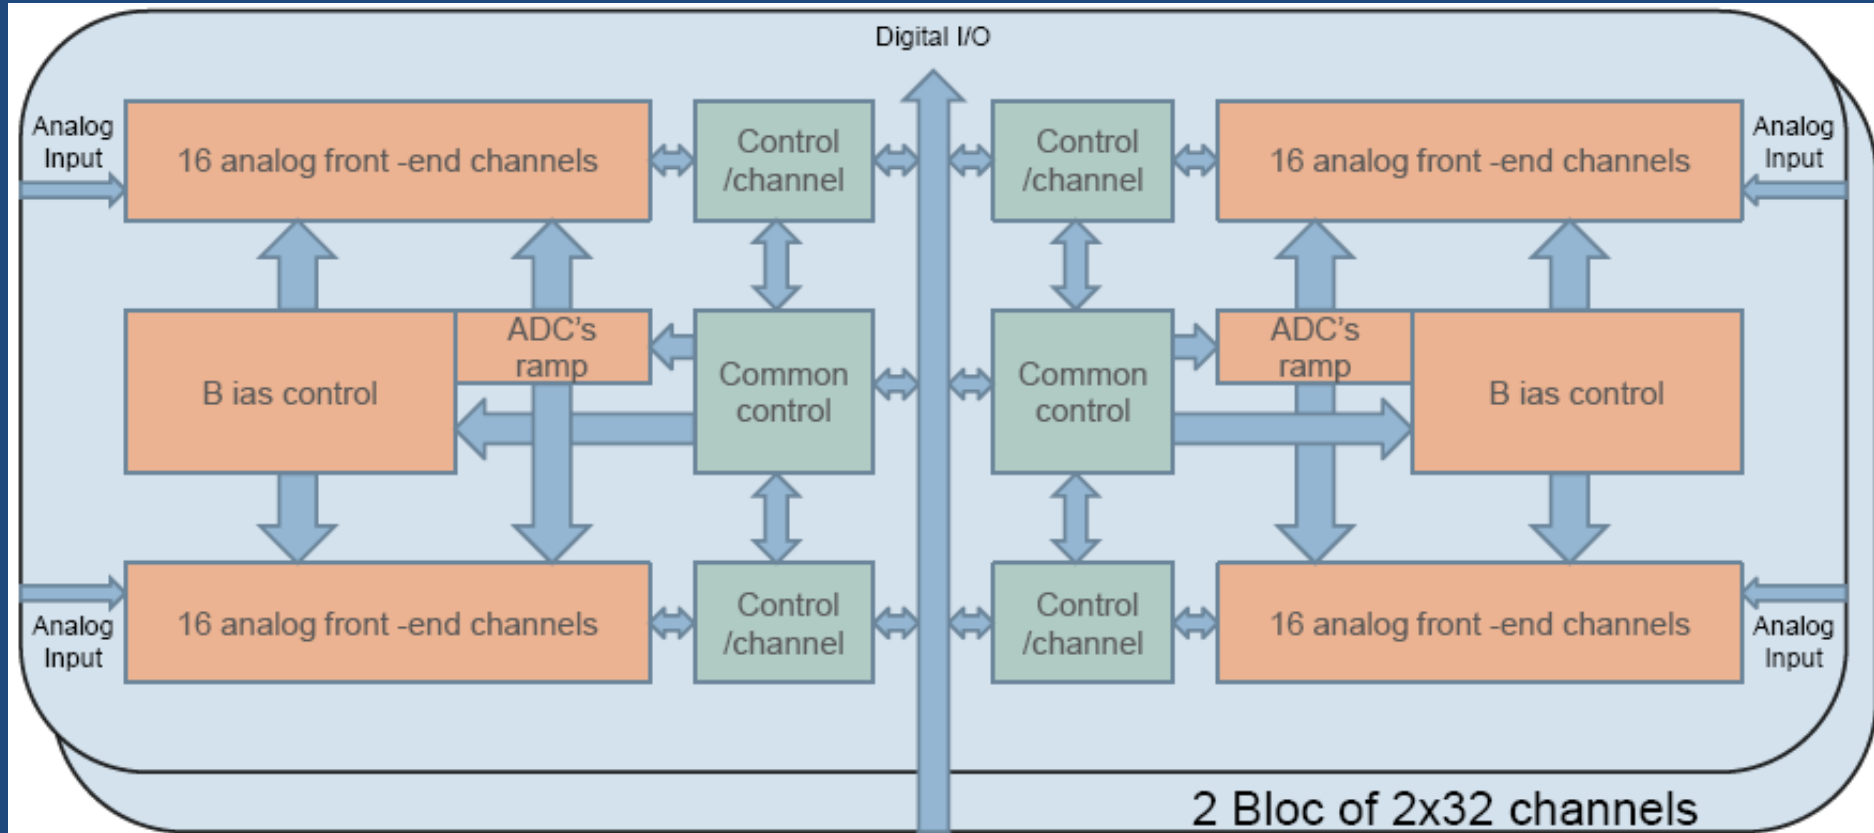 Digital I/O
Analog
Input
16 analog front -end channels
Control
/channel
Control
/channel
16 analog front -end channels
Analog
Input
B ias control
ADC's
ramp
Common
control
Common
control
ADC's
ramp
B ias control
Analog
Input
16 analog front -end channels
Control
/channel
Control
/channel
16 analog front -end channels
Analog
Input
2 Bloc of 2x32 channels